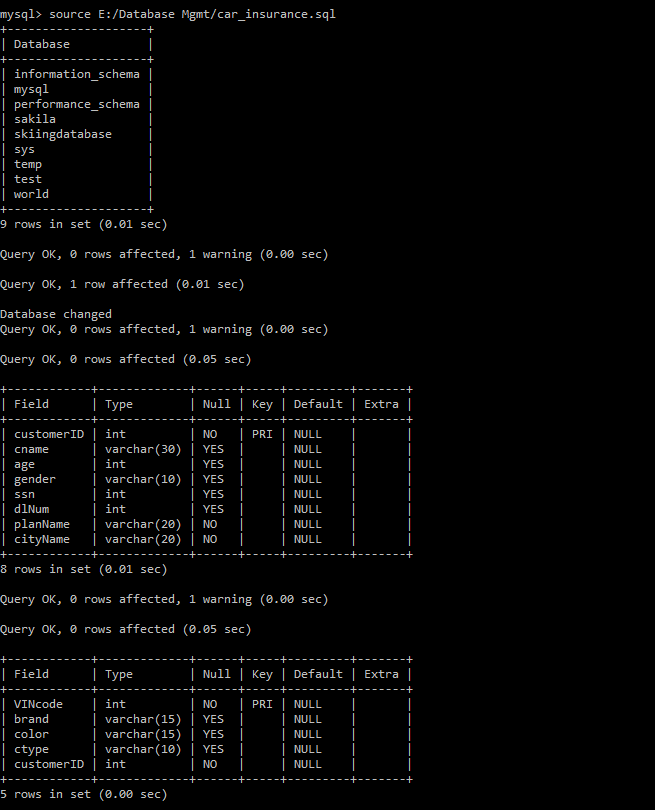 mysql> source E:/Database Mgmt/car_insurance.sql
+--------------------+
| Database           |
+--------------------+
| information_schema |
| mysql              |
| performance_schema |
| sakila             |
| skiingdatabase     |
| sys                |
| temp               |
| test               |
| world              |
+--------------------+
9 rows in set (0.01 sec)

Query OK, 0 rows affected, 1 warning (0.00 sec)

Query OK, 1 row affected (0.01 sec)

Database changed
Query OK, 0 rows affected, 1 warning (0.00 sec)

Query OK, 0 rows affected (0.05 sec)

+------------+-------------+------+-----+---------+-------+
| Field      | Type        | Null | Key | Default | Extra |
+------------+-------------+------+-----+---------+-------+
| customerID | int         | NO   | PRI | NULL    |       |
| cname      | varchar(30) | YES  |     | NULL    |       |
| age        | int         | YES  |     | NULL    |       |
| gender     | varchar(10) | YES  |     | NULL    |       |
| ssn        | int         | YES  |     | NULL    |       |
| dlNum      | int         | YES  |     | NULL    |       |
| planName   | varchar(20) | NO   |     | NULL    |       |
| cityName   | varchar(20) | NO   |     | NULL    |       |
+------------+-------------+------+-----+---------+-------+
8 rows in set (0.01 sec)

Query OK, 0 rows affected, 1 warning (0.00 sec)

Query OK, 0 rows affected (0.05 sec)

+------------+-------------+------+-----+---------+-------+
| Field      | Type        | Null | Key | Default | Extra |
+------------+-------------+------+-----+---------+-------+
| VINcode    | int         | NO   | PRI | NULL    |       |
| brand      | varchar(15) | YES  |     | NULL    |       |
| color      | varchar(15) | YES  |     | NULL    |       |
| ctype      | varchar(10) | YES  |     | NULL    |       |
| customerID | int         | NO   |     | NULL    |       |
+------------+-------------+------+-----+---------+-------+
5 rows in set (0.00 sec)